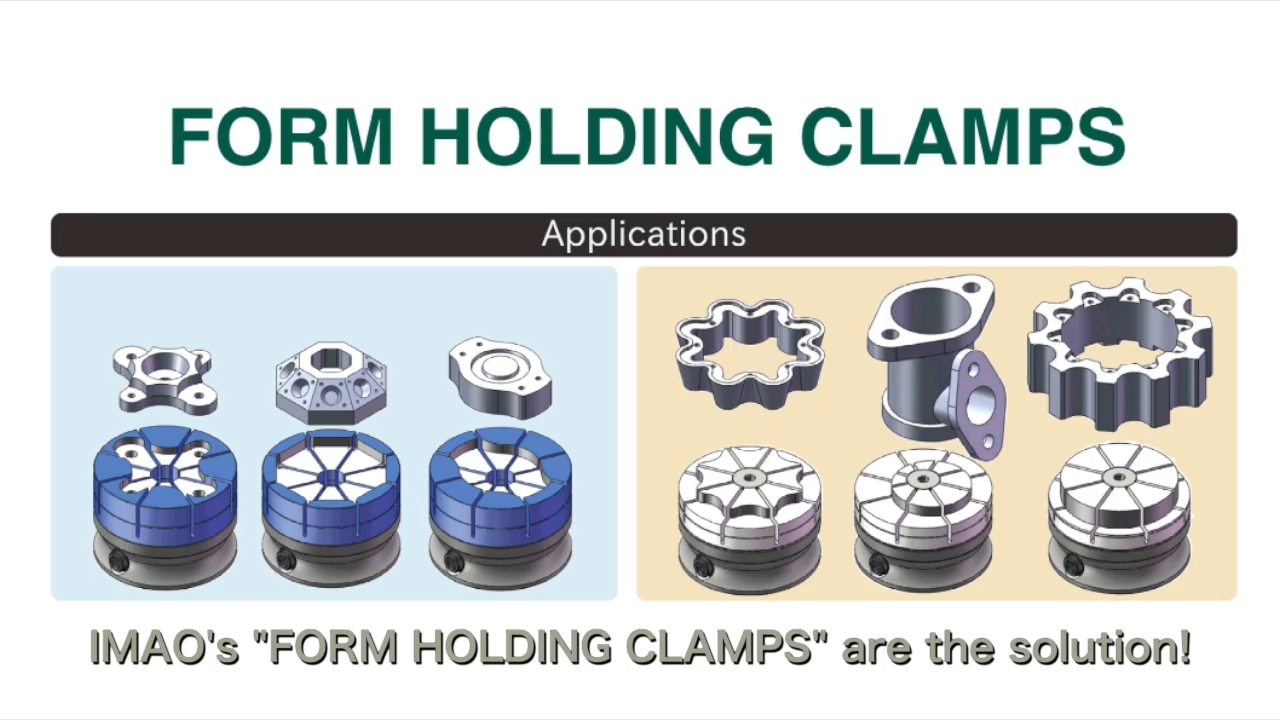 FORM HOLDING CLAMPS
Applications
IMAO's "FORM HOLDING CLAMPS" are the solution!